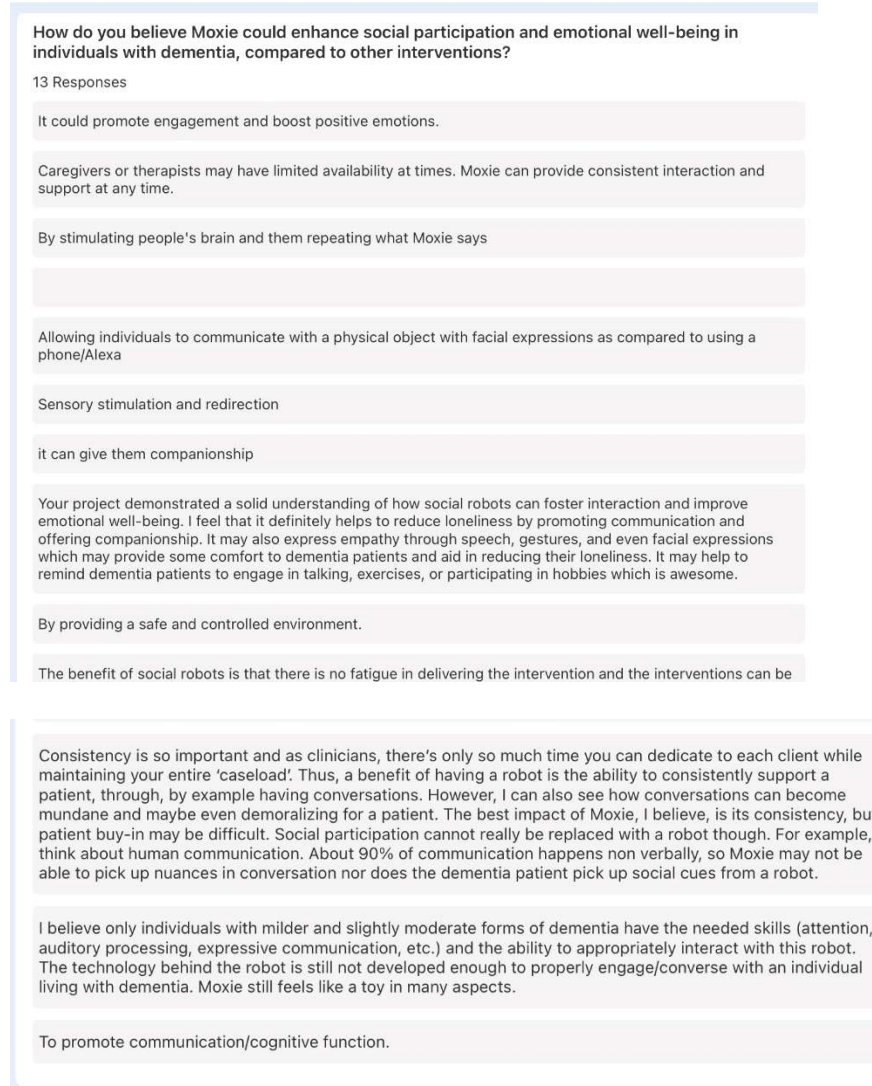 How do you believe Moxie could enhance social participation and emotional well-being in
individuals with dementia, compared to other interventions?
13 Responses
It could promote engagement and boost positive emotions.
Caregivers or therapists may have limited availability at times. Moxie can provide consistent interaction and
support at any time.
By stimulating people's brain and them repeating what Moxie says
Allowing individuals to communicate with a physical object with facial expressions as compared to using a
phone/Alexa
Sensory stimulation and redirection
it can give them companionship
Your project demonstrated a solid understanding of how social robots can foster interaction and improve
emotional well-being. I feel that it definitely helps to reduce loneliness by promoting communication and
offering companionship. It may also express empathy through speech, gestures, and even facial expressions
which may provide some comfort to dementia patients and aid in reducing their loneliness. It may help to
remind dementia patients to engage in talking, exercises, or participating in hobbies which is awesome.
By providing a safe and controlled environment.
The benefit of social robots is that there is no fatigue in delivering the intervention and the interventions can be
Consistency is so important and as clinicians, there's only so much time you can dedicate to each client while
maintaining your entire ‘caseload’. Thus, a benefit of having a robot is the ability to consistently support a
patient, through, by example having conversations. However, I can also see how conversations can become
mundane and maybe even demoralizing for a patient. The best impact of Moxie, I believe, is its consistency, bu
patient buy-in may be difficult. Social participation cannot really be replaced with a robot though. For example,
think about human communication. About 90% of communication happens non verbally, so Moxie may not be
able to pick up nuances in conversation nor does the dementia patient pick up social cues from a robot.
I believe only individuals with milder and slightly moderate forms of dementia have the needed skills (attention,
auditory processing, expressive communication, etc.) and the ability to appropriately interact with this robot.
The technology behind the robot is still not developed enough to properly engage/converse with an individual
living with dementia. Moxie still feels like a toy in many aspects.
To promote communication/cognitive function.